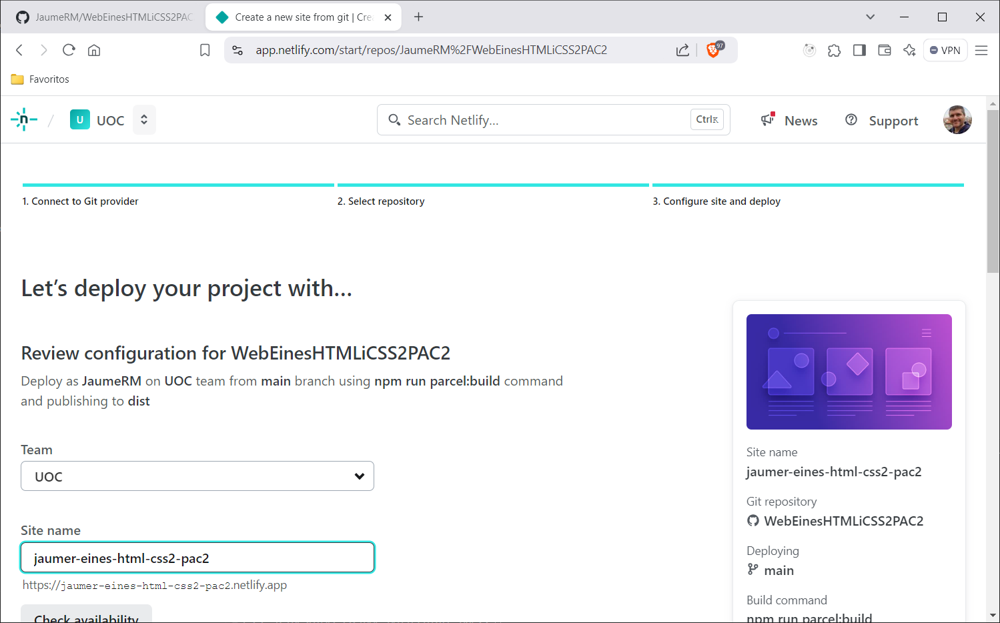 JaumeRM/WebEinesHTMLiCSS2PAC
Create a new site from git | Cre
app.netlify.com/start/repos/JaumeRM%2FWebEinesHTMLiCSS2PAC2
97
VPN
Favoritos
n
/
U
UOC
Search Netlify...
Ctrl K
News
Support
1. Connect to Git provider
2. Select repository
3. Configure site and deploy
Let’s deploy your project with…
Review configuration for WebEinesHTMLiCSS2PAC2
Deploy as JaumeRM on UOC team from main branch using npm run parcel:build command
and publishing to dist
Team
UOC
Site name
jaumer-eines-html-css2-pac2
https://jaumer-eines-html-css2-pac2.netlify.app
Check availability
Site name
jaumer-eines-html-css2-pac2
Git repository
WebEinesHTMLiCSS2PAC2
Deploying
main
Build command
npm run parcel:build